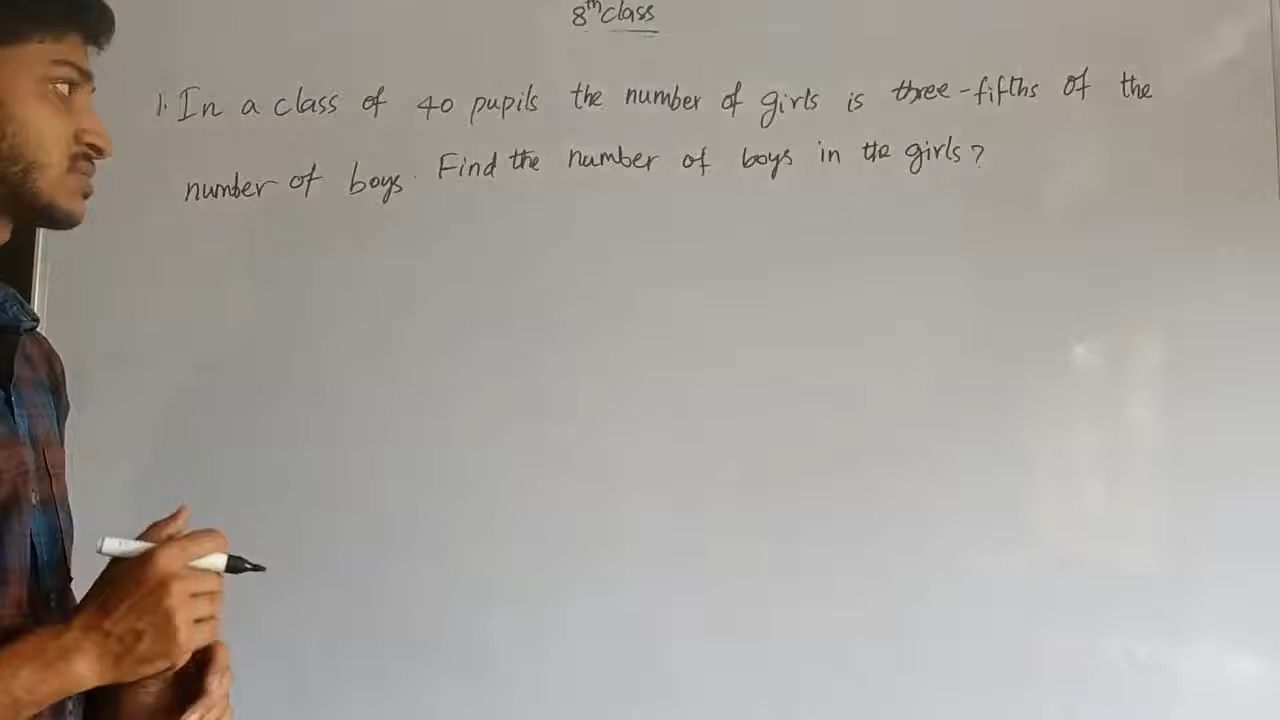 8th class
1. In a class of 40 pupils the number of girls is three-fifths of the
number of boys. Find the number of boys in the girls?